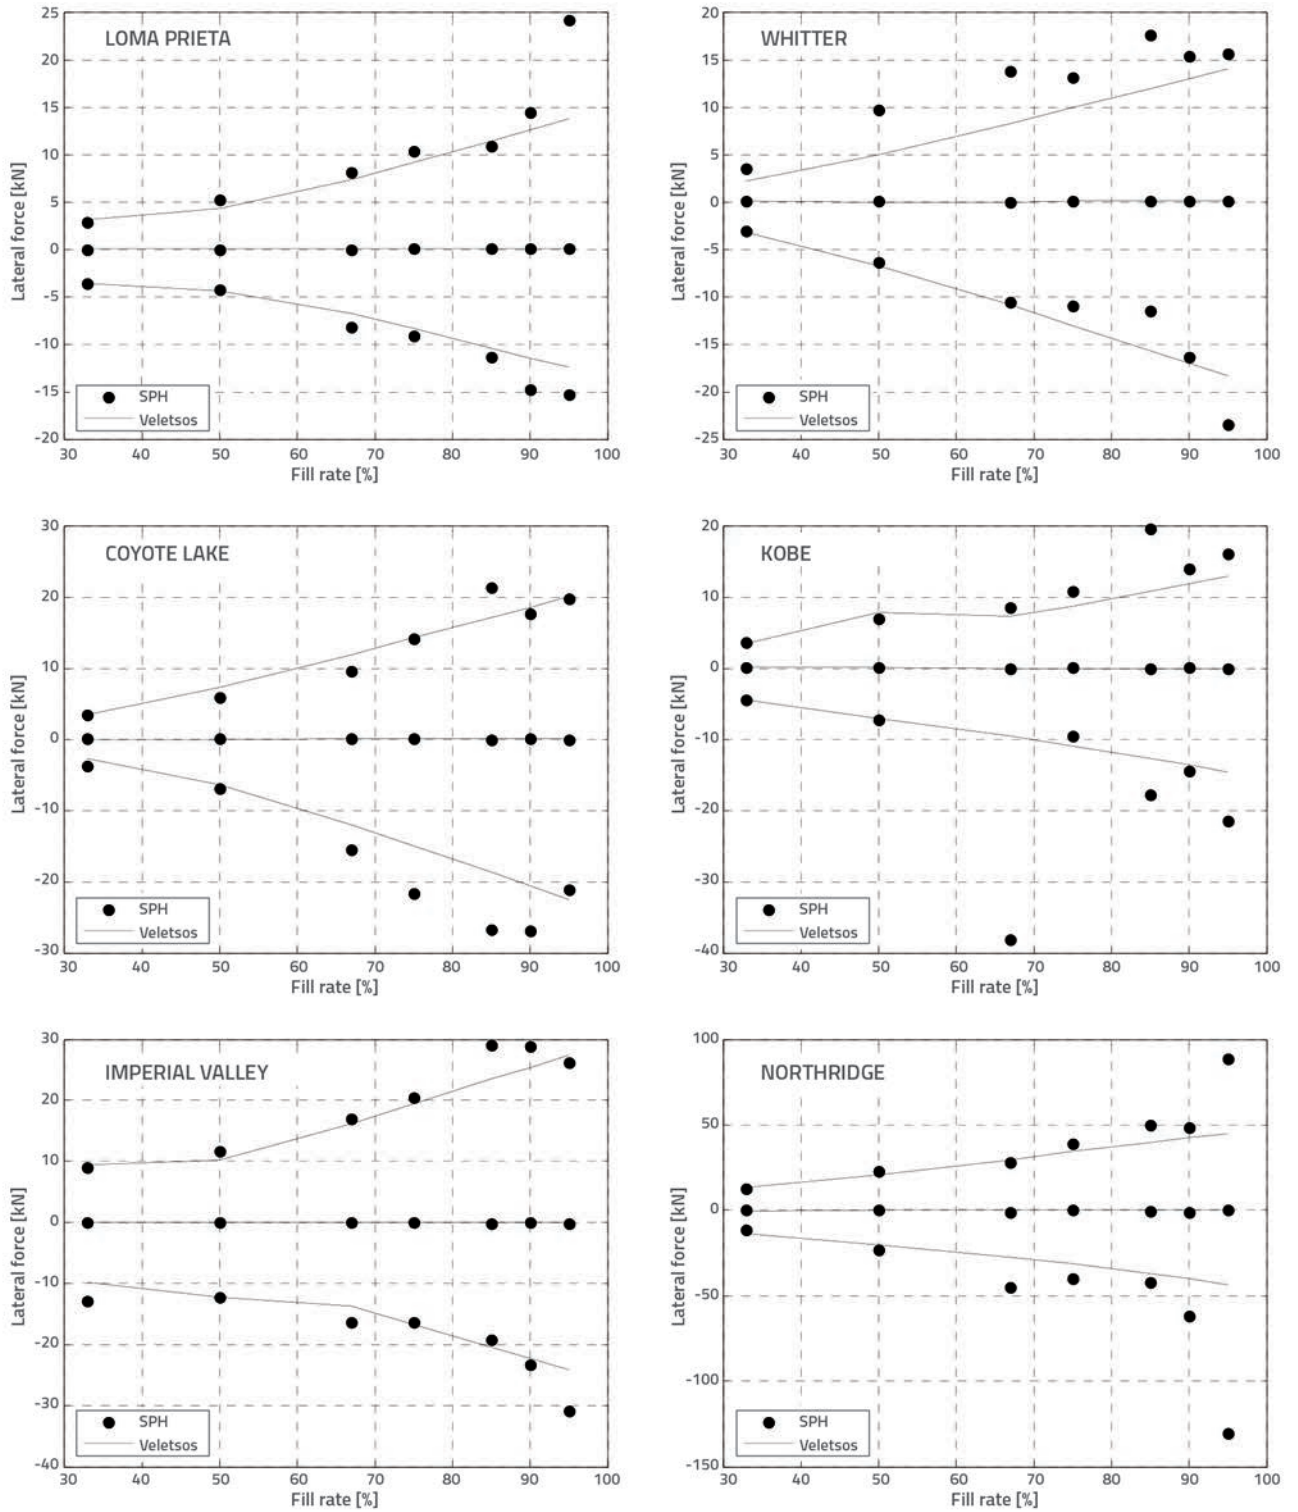 LOMA PRIETA
Lateral force [kN]
25
20
15
10
5
0
-5
-10
-15
-20
SPH
Veletsos
30 40 50 60 70 80 90 100
Fill rate [%]
WHITTER
Lateral force [kN]
20
15
10
5
0
-5
-10
-15
-20
-25
SPH
Veletsos
30 40 50 60 70 80 90 100
Fill rate [%]
COYOTE LAKE
Lateral force [kN]
30
20
10
0
-10
-20
-30
SPH
Veletsos
30 40 50 60 70 80 90 100
Fill rate [%]
KOBE
Lateral force [kN]
20
10
0
-10
-20
-30
-40
SPH
Veletsos
30 40 50 60 70 80 90 100
Fill rate [%]
IMPERIAL VALLEY
Lateral force [kN]
30
20
10
0
-10
-20
-30
-40
SPH
Veletsos
30 40 50 60 70 80 90 100
Fill rate [%]
NORTHRIDGE
Lateral force [kN]
100
50
0
-50
-100
-150
SPH
Veletsos
30 40 50 60 70 80 90 100
Fill rate [%]